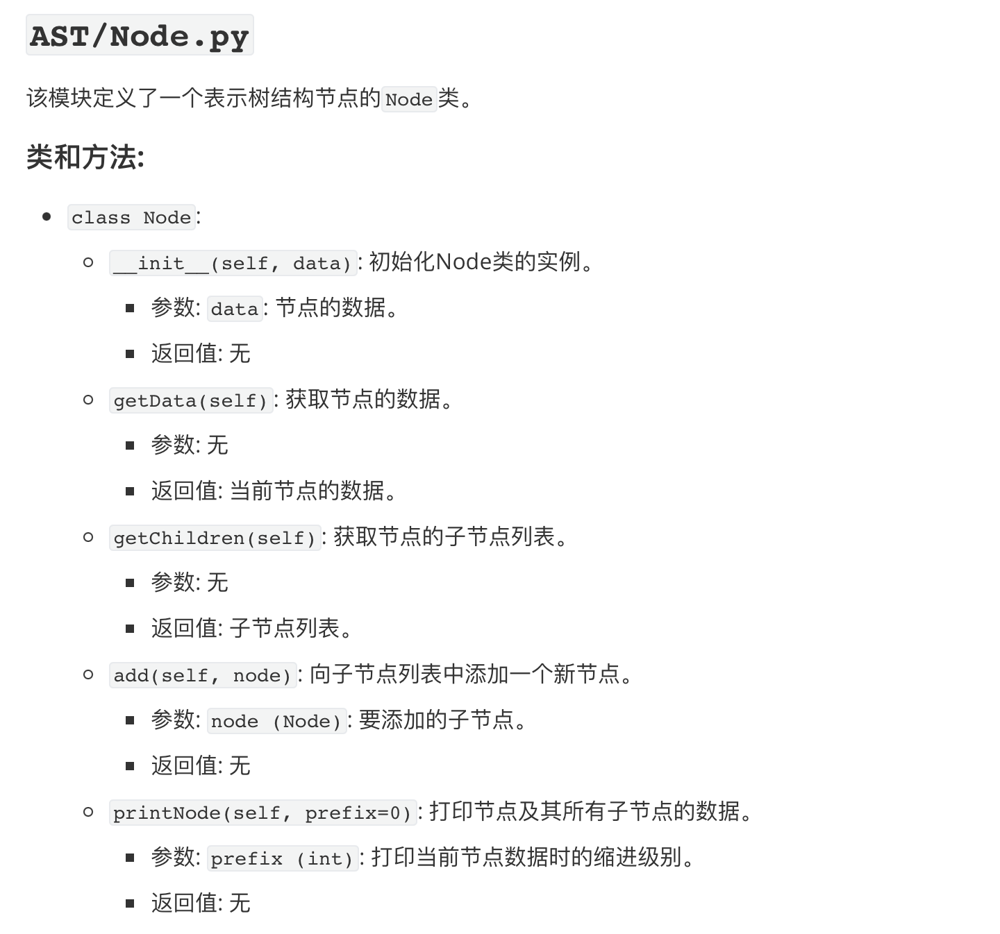 AST/Node.py
该模块定义了一个表示树结构节点的Node类。
类和方法:
class Node:
__init__(self, data): 初始化Node类的实例。
参数: data: 节点的数据。
返回值: 无
getData(self): 获取节点的数据。
参数: 无
返回值: 当前节点的数据。
getChildren(self): 获取节点的子节点列表。
参数: 无
返回值: 子节点列表。
add(self, node): 向子节点列表中添加一个新节点。
参数: node (Node): 要添加的子节点。
返回值: 无
printNode(self, prefix=0): 打印节点及其所有子节点的数据。
参数: prefix (int): 打印当前节点数据时的缩进级别。
返回值: 无